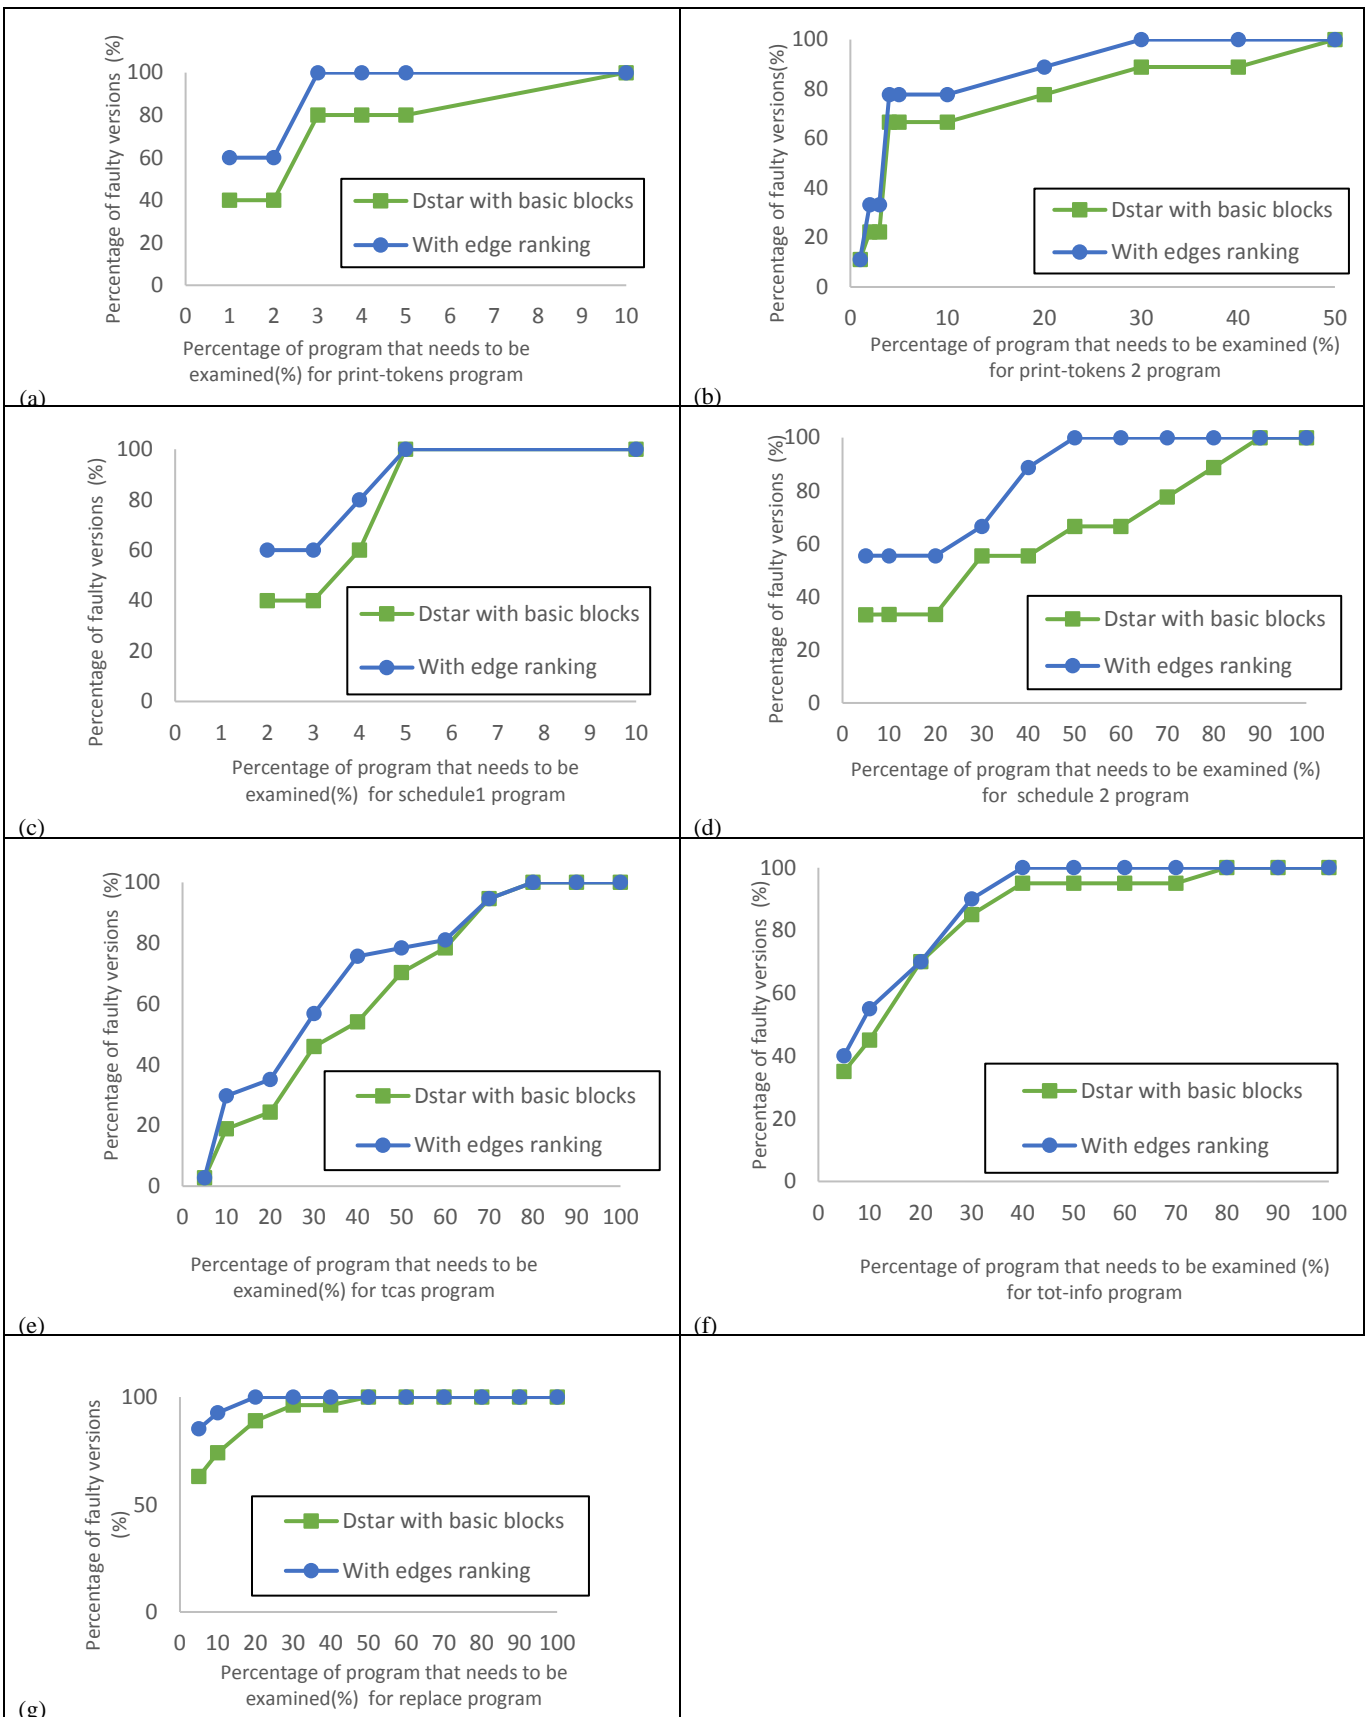 Percentage of faulty versions (%)
100
80
60
40
20
0
0 1 2 3 4 5 6 7 8 9 10
Dstar with basic blocks
With edge ranking
Percentage of program that needs to be
examined(%) for print-tokens program
(a)
Percentage of faulty versions(%)
100
80
60
40
20
0
0 10 20 30 40 50
Dstar with basic blocks
With edges ranking
Percentage of program that needs to be examined (%)
for print-tokens 2 program
(b)
Percentage of faulty versions (%)
100
80
60
40
20
0
0 1 2 3 4 5 6 7 8 9 10
Dstar with basic blocks
With edge ranking
Percentage of program that needs to be
examined(%) for schedule1 program
(c)
Percentage of faulty versions (%)
100
80
60
40
20
0
0 10 20 30 40 50 60 70 80 90 100
Dstar with basic blocks
With edges ranking
Percentage of program that needs to be examined (%)
for schedule 2 program
(d)
Percentage of faulty versions (%)
100
80
60
40
20
0
0 10 20 30 40 50 60 70 80 90 100
Dstar with basic blocks
With edges ranking
Percentage of program that needs to be
examined(%) for tcas program
(e)
Percentage of faulty versions (%)
100
80
60
40
20
0
0 10 20 30 40 50 60 70 80 90 100
Dstar with basic blocks
With edges ranking
Percentage of program that needs to be examined (%)
for tot-info program
(f)
Percentage of faulty versions
(%)
100
50
0
0 10 20 30 40 50 60 70 80 90 100
Dstar with basic blocks
With edges ranking
Percentage of program that needs to be
examined(%) for replace program
(g)